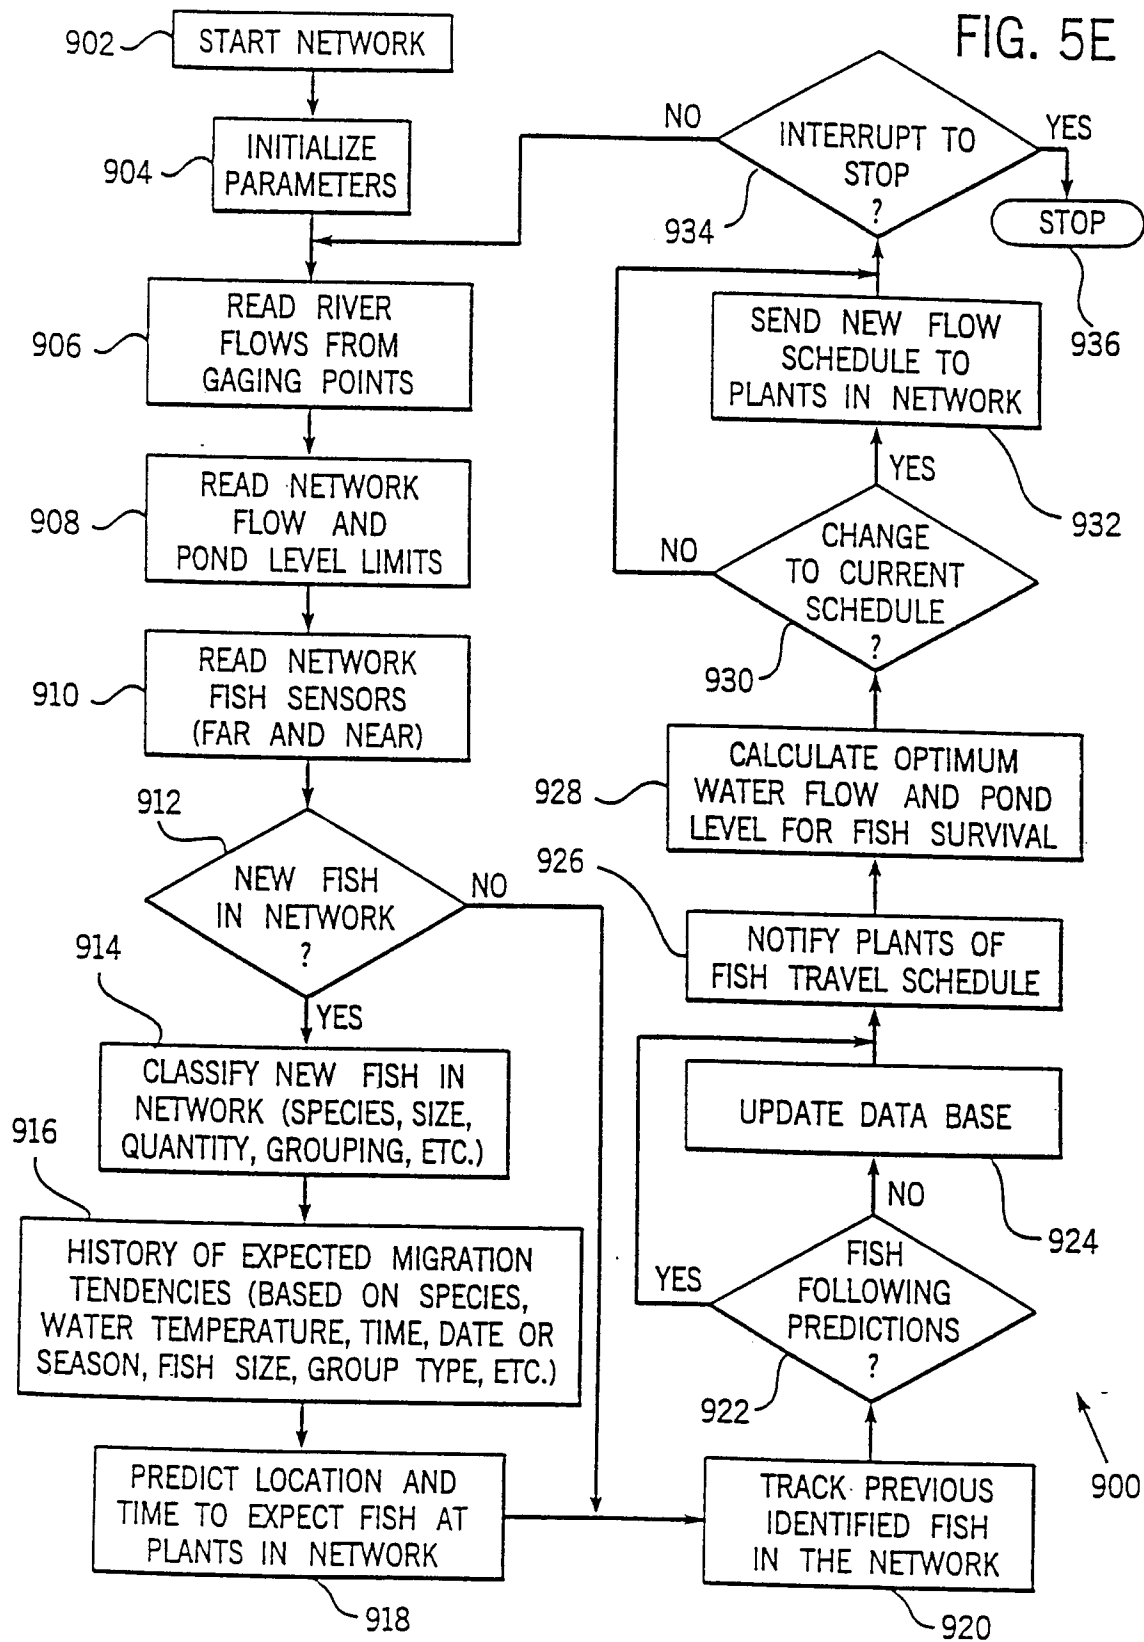 FIG. 5E
902
START NETWORK
904
INITIALIZE
PARAMETERS
906
READ RIVER
FLOWS FROM
GAGING POINTS
908
READ NETWORK
FLOW AND
POND LEVEL LIMITS
910
READ NETWORK
FISH SENSORS
(FAR AND NEAR)
912
NEW FISH
IN NETWORK
?
NO
YES
914
CLASSIFY NEW FISH IN
NETWORK (SPECIES, SIZE,
QUANTITY, GROUPING, ETC.)
916
HISTORY OF EXPECTED MIGRATION
TENDENCIES (BASED ON SPECIES,
WATER TEMPERATURE, TIME, DATE OR
SEASON, FISH SIZE, GROUP TYPE, ETC.)
PREDICT LOCATION AND
TIME TO EXPECT FISH AT
PLANTS IN NETWORK
918
TRACK PREVIOUS
IDENTIFIED FISH
IN THE NETWORK
920
FISH
FOLLOWING
PREDICTIONS
?
922
YES
NO
UPDATE DATA BASE
924
926
NOTIFY PLANTS OF
FISH TRAVEL SCHEDULE
928
CALCULATE OPTIMUM
WATER FLOW AND POND
LEVEL FOR FISH SURVIVAL
CHANGE
TO CURRENT
SCHEDULE
?
930
NO
YES
SEND NEW FLOW
SCHEDULE TO
PLANTS IN NETWORK
932
INTERRUPT TO
STOP
?
934
NO
YES
STOP
936
900